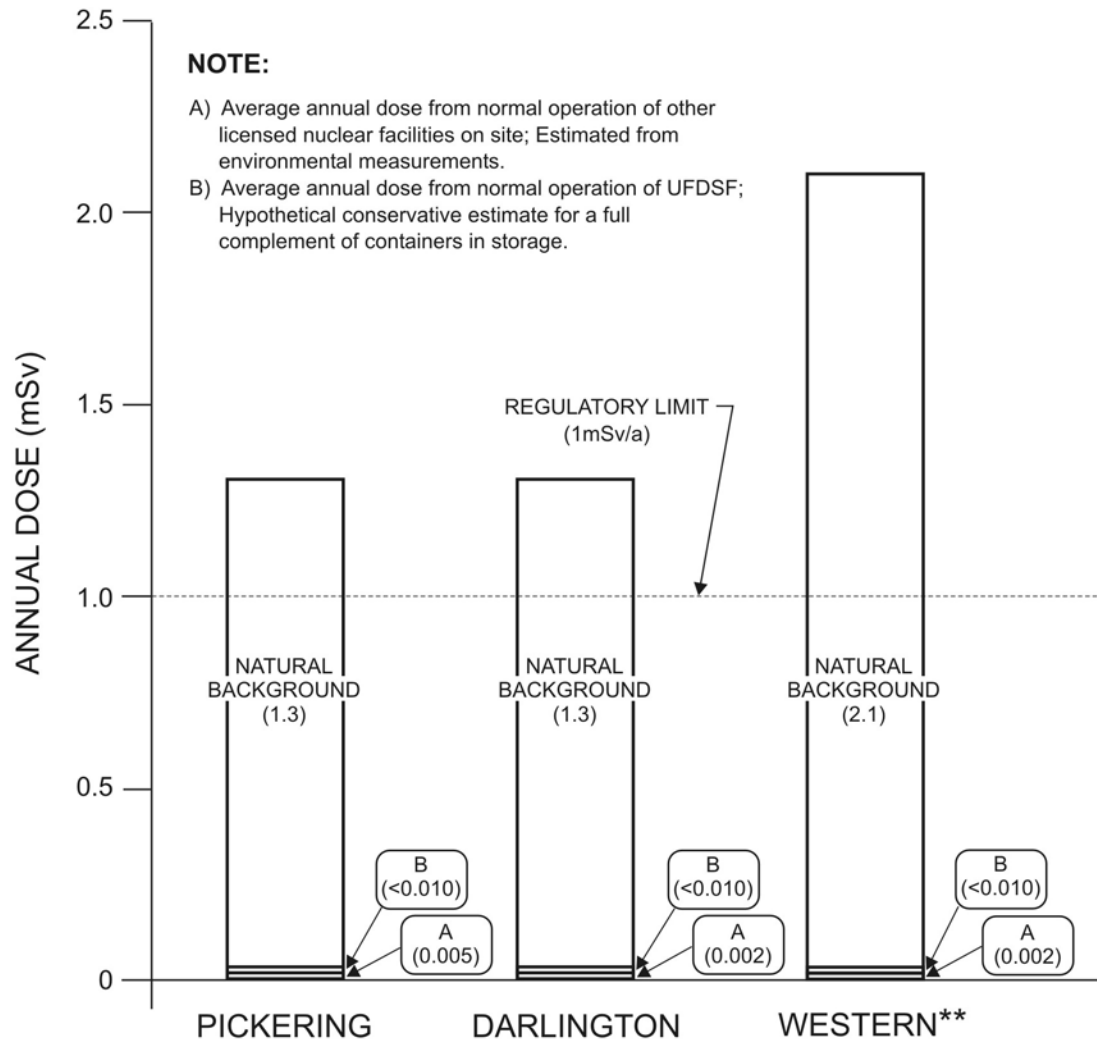 2.5
NOTE:
A) Average annual dose from normal operation of other
licensed nuclear facilities on site; Estimated from
environmental measurements.
B) Average annual dose from normal operation of UFDSF;
Hypothetical conservative estimate for a full
complement of containers in storage.
2.0
ANNUAL DOSE (mSv)
1.5
REGULATORY LIMIT
(1mSv/a)
1.0
NATURAL
BACKGROUND
(1.3)
NATURAL
BACKGROUND
(1.3)
NATURAL
BACKGROUND
(2.1)
0.5
B
(<0.010)
A
(0.005)
B
(<0.010)
A
(0.002)
B
(<0.010)
A
(0.002)
0
PICKERING
DARLINGTON
WESTERN**